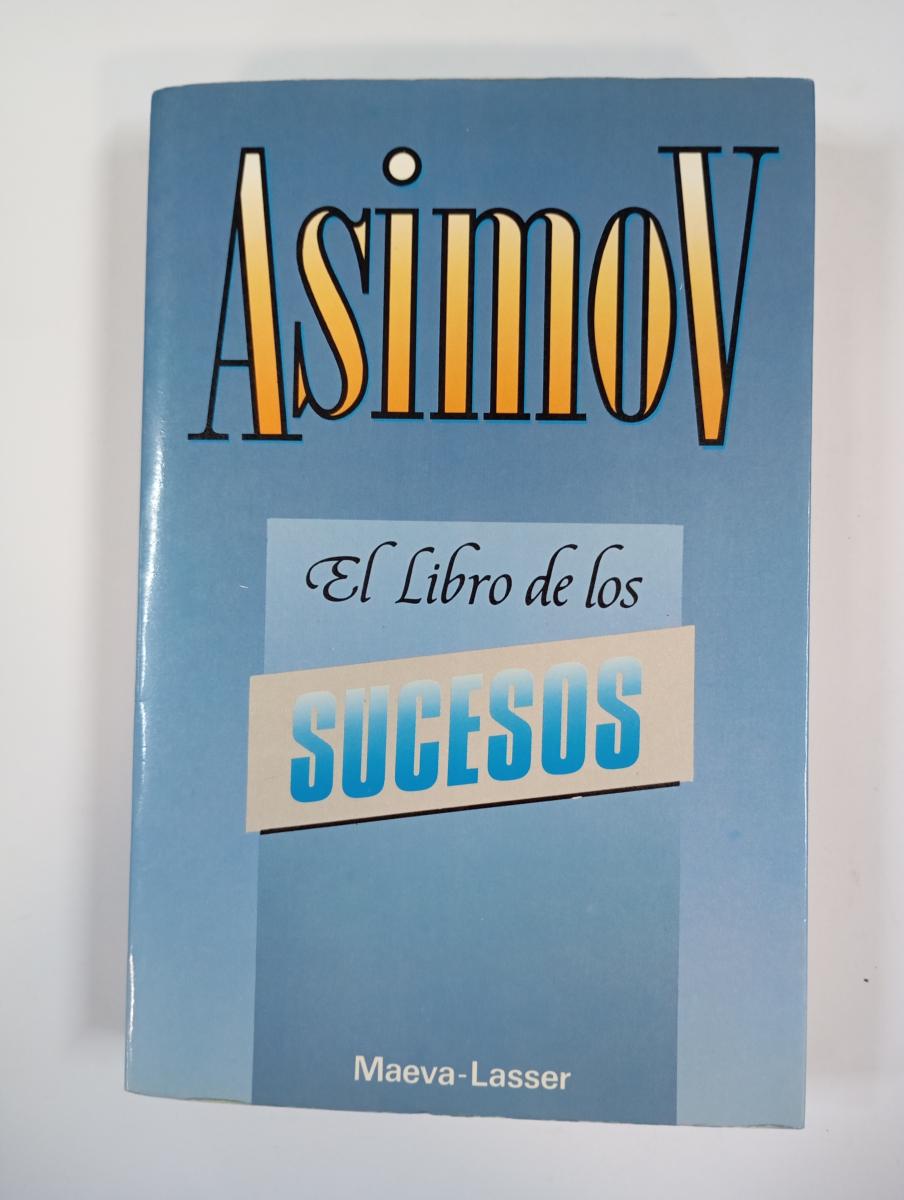 AsimoV
El Libro de los
SUCESOS
Maeva-Lasser